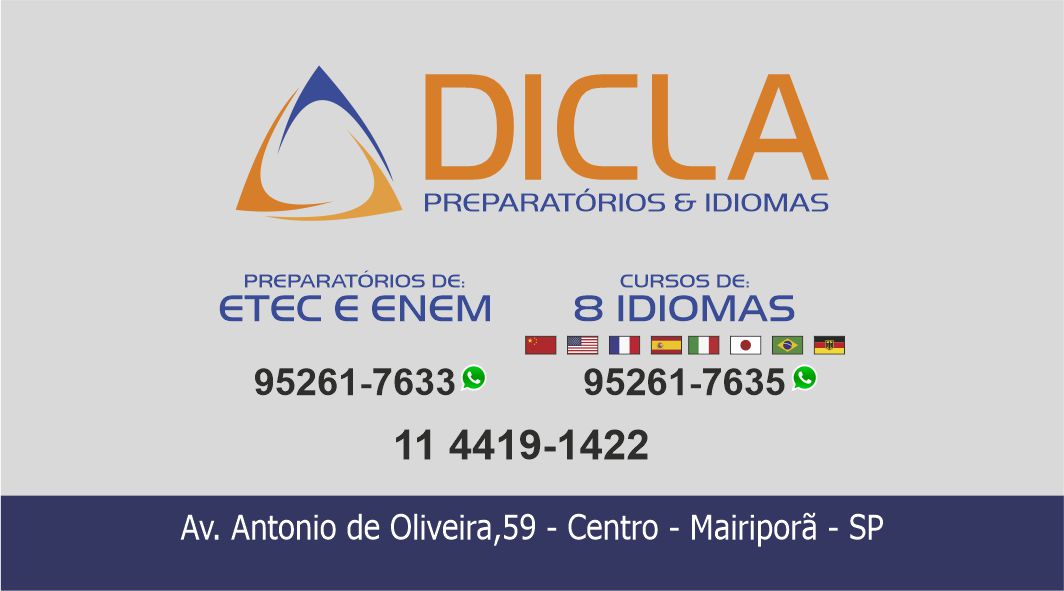 DICLA
PREPARATÓRIOS & IDIOMAS
PREPARATÓRIOS DE:
ETEC E ENEM
95261-7633
CURSOS DE:
8 IDIOMAS
95261-7635
11 4419-1422
Av. Antonio de Oliveira,59 - Centro - Mairiporã - SP